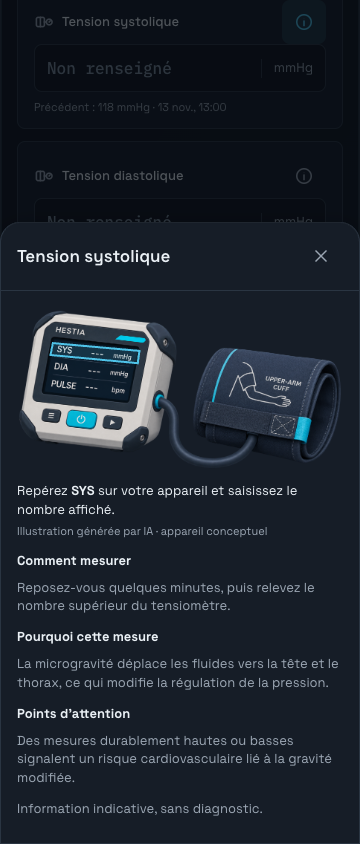 Tension systolique
Non renseigné
mmHg
Précédent : 118 mmHg · 13 nov., 13:00
Tension diastolique
Non renseigné
mmHg
Tension systolique
HESTIA
SYS --- mmHg
DIA --- mmHg
PULSE --- bpm
UPPER-ARM
CUFF
Repérez SYS sur votre appareil et saisissez le
nombre affiché.
Illustration générée par IA · appareil conceptuel
Comment mesurer
Reposez-vous quelques minutes, puis relevez le
nombre supérieur du tensiomètre.
Pourquoi cette mesure
La microgravité déplace les fluides vers la tête et le
thorax, ce qui modifie la régulation de la pression.
Points d'attention
Des mesures durablement hautes ou basses
signalent un risque cardiovasculaire lié à la gravité
modifiée.
Information indicative, sans diagnostic.